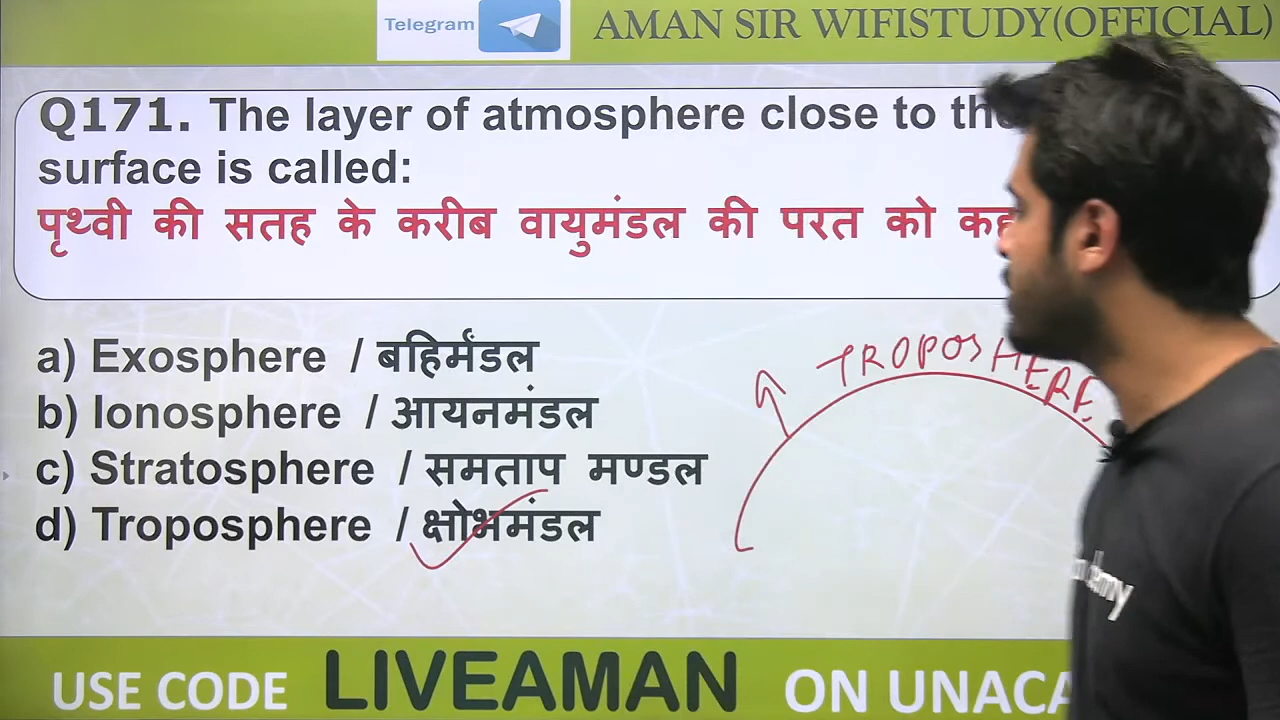 Telegram
AMAN SIR WIFISTUDY(OFFICIAL)
Q171. The layer of atmosphere close to the
surface is called:
पृथ्वी की सतह के करीब वायुमंडल की परत को
a) Exosphere / बहिर्मंडल
b) Ionosphere / आयनमंडल
c) Stratosphere / समताप मण्डल
d) Troposphere / क्षोभमंडल
TROPOSHERE
USE CODE LIVEAMAN ON